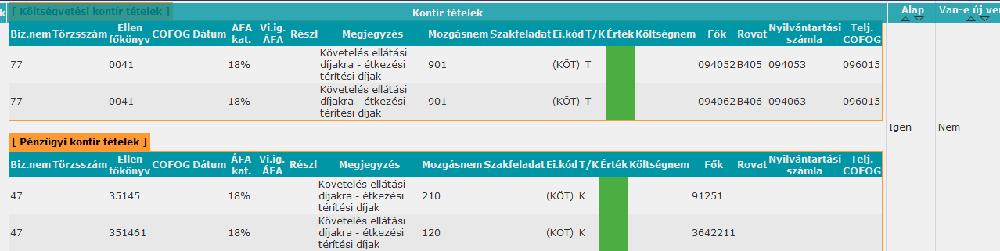 k [ Költségvetési kontír tételek ] Kontír tételek Alap Van-e új ver
Biz.nem Törzsszám Ellen főkönyv COFOG Dátum ÁFA kat. Vi.ig. ÁFA Részl Megjegyzés Mozgásnem Szakfeladat Ei.kód T/K Érték Költségnem Fők Rovat Nyilvántartási számla Telj. COFOG
77 0041 18% Követelés ellátási díjakra - étkezési térítési díjak 901 (KÖT) T 094052 B405 094053 096015
77 0041 18% Követelés ellátási díjakra - étkezési térítési díjak 901 (KÖT) T 094062 B406 094063 096015
Igen Nem
[ Pénzügyi kontír tételek ]
Biz.nem Törzsszám Ellen főkönyv COFOG Dátum ÁFA kat. Vi.ig. ÁFA Részl Megjegyzés Mozgásnem Szakfeladat Ei.kód T/K Érték Költségnem Fők Rovat Nyilvántartási számla Telj. COFOG
47 35145 18% Követelés ellátási díjakra - étkezési térítési díjak 210 (KÖT) K 91251
47 351461 18% Követelés ellátási díjakra - étkezési térítési díjak 120 (KÖT) K 3642211